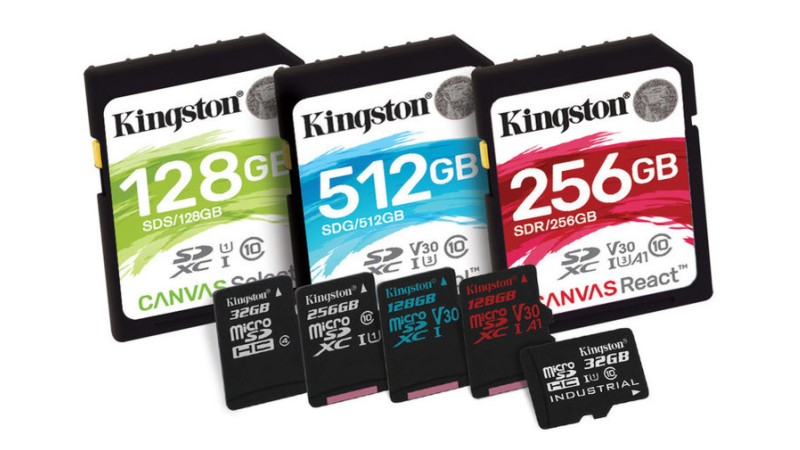 Kingston
128GB
SDS/128GB
SD XC I U1 10
CANVAS Select
Kingston
512GB
SDG/512GB
SD XC V30 I U3 10
Kingston
256GB
SDR/256GB
SD XC V30 I U3 A1 10
CANVAS React™
Kingston
32GB
micro SD HC 4
Kingston
256GB
micro SD XC I U1 10
Kingston
128GB
micro SD XC V30 I
Kingston
128GB
micro SD XC V30 I A1
Kingston
32GB
micro SD HC I U1 10
INDUSTRIAL